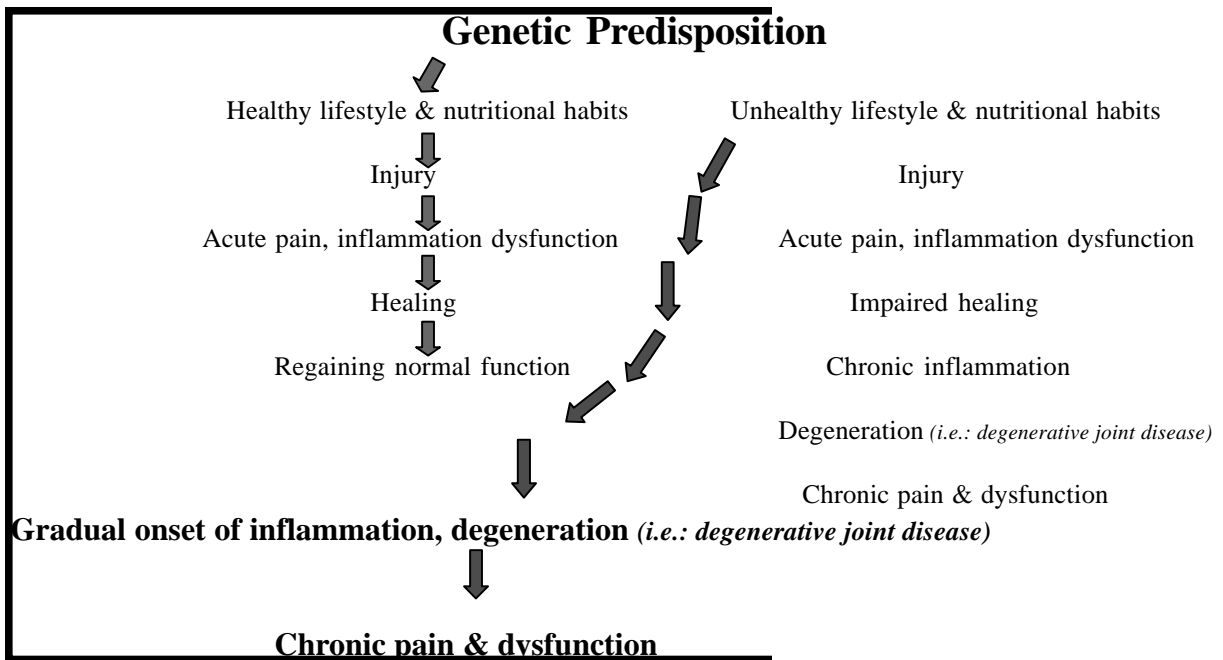 Genetic Predisposition
Healthy lifestyle & nutritional habits
Unhealthy lifestyle & nutritional habits
Injury
Injury
Acute pain, inflammation dysfunction
Acute pain, inflammation dysfunction
Healing
Impaired healing
Regaining normal function
Chronic inflammation
Degeneration (i.e.: degenerative joint disease)
Chronic pain & dysfunction
Gradual onset of inflammation, degeneration (i.e.: degenerative joint disease)
Chronic pain & dysfunction